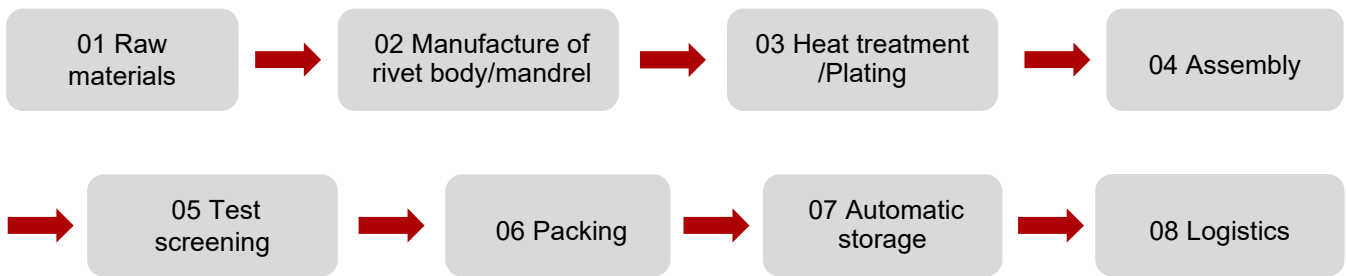 01 Raw
materials
02 Manufacture of
rivet body/mandrel
03 Heat treatment
/Plating
04 Assembly
05 Test
screening
06 Packing
07 Automatic
storage
08 Logistics